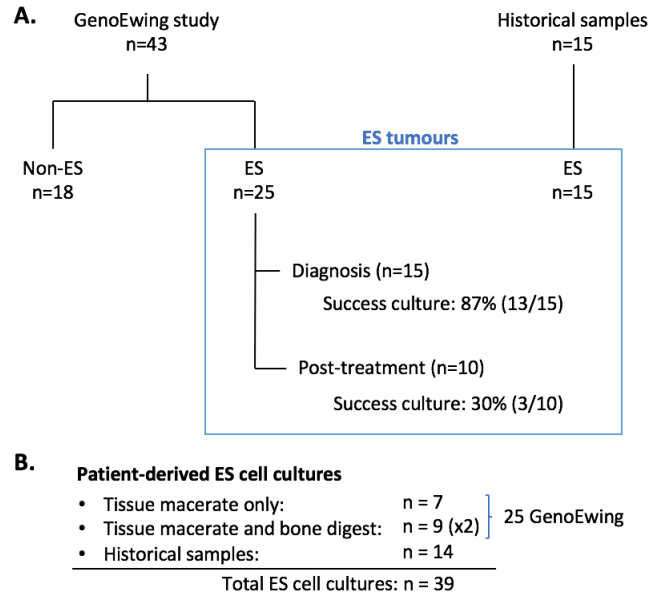 A.
GenoEwing study
n=43
Historical samples
n=15
ES tumours
Non-ES
n=18
ES
n=25
ES
n=15
Diagnosis (n=15)
Success culture: 87% (13/15)
Post-treatment (n=10)
Success culture: 30% (3/10)
B.
Patient-derived ES cell cultures
• Tissue macerate only: n = 7
• Tissue macerate and bone digest: n = 9 (x2)
25 GenoEwing
• Historical samples: n = 14
Total ES cell cultures: n = 39